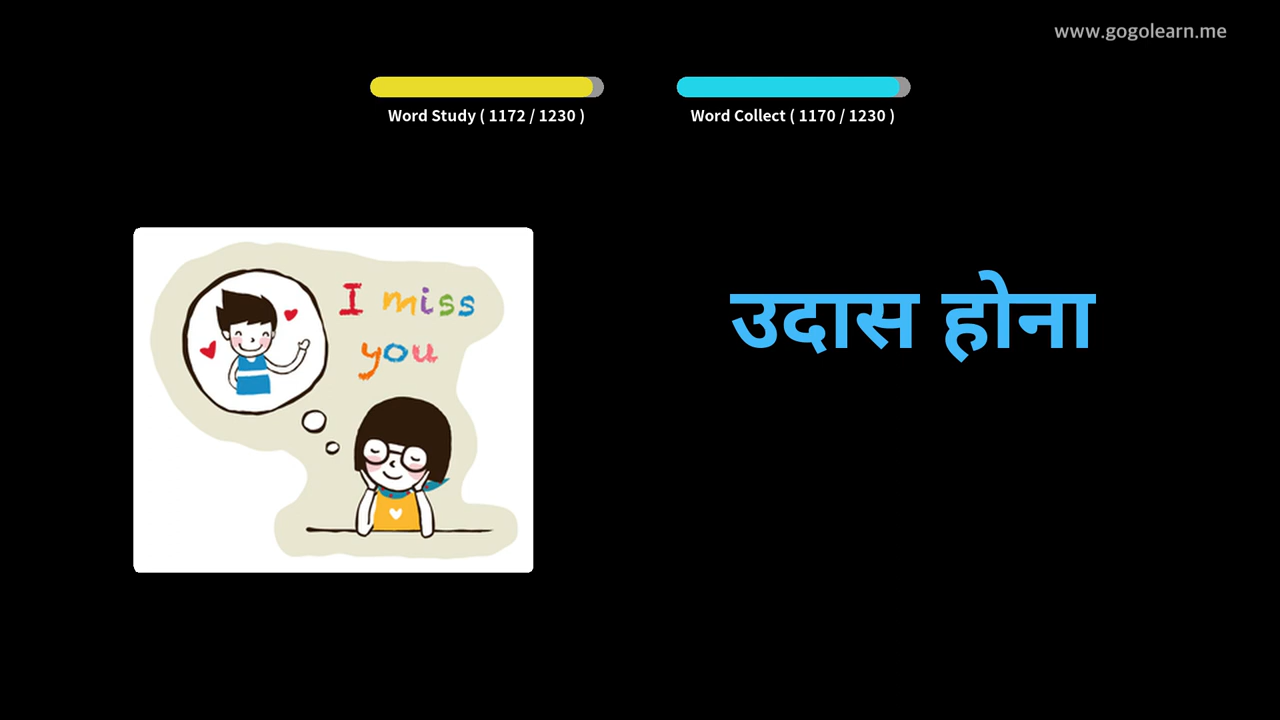 www.gogolearn.me
Word Study ( 1172 / 1230 )
Word Collect ( 1170 / 1230 )
I miss
you
उदास होना